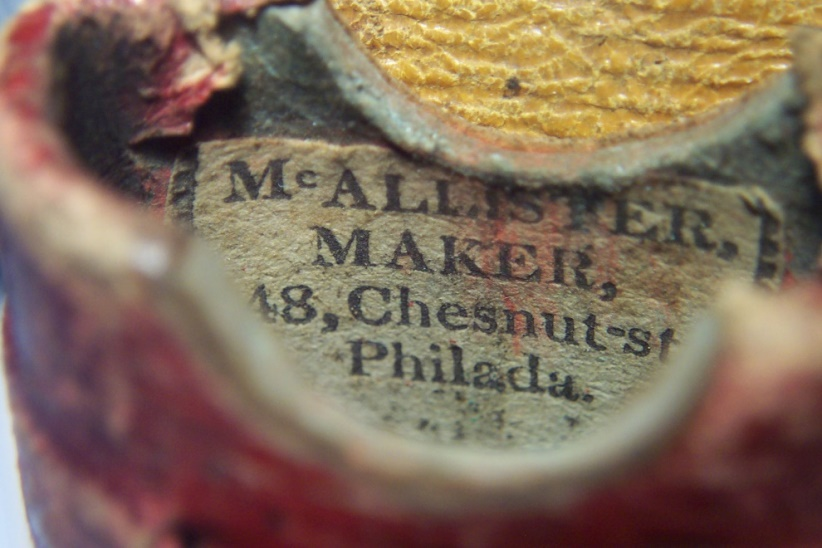 McALLISTER,
MAKER,
48, Chesnut-st
Philada.